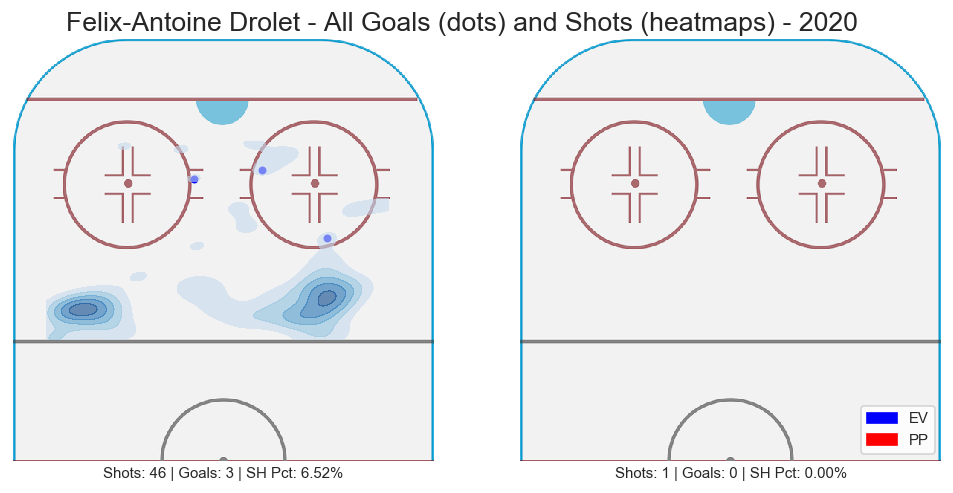 Felix-Antoine Drolet - All Goals (dots) and Shots (heatmaps) - 2020
EV
PP
Shots: 46 | Goals: 3 | SH Pct: 6.52%
Shots: 1 | Goals: 0 | SH Pct: 0.00%